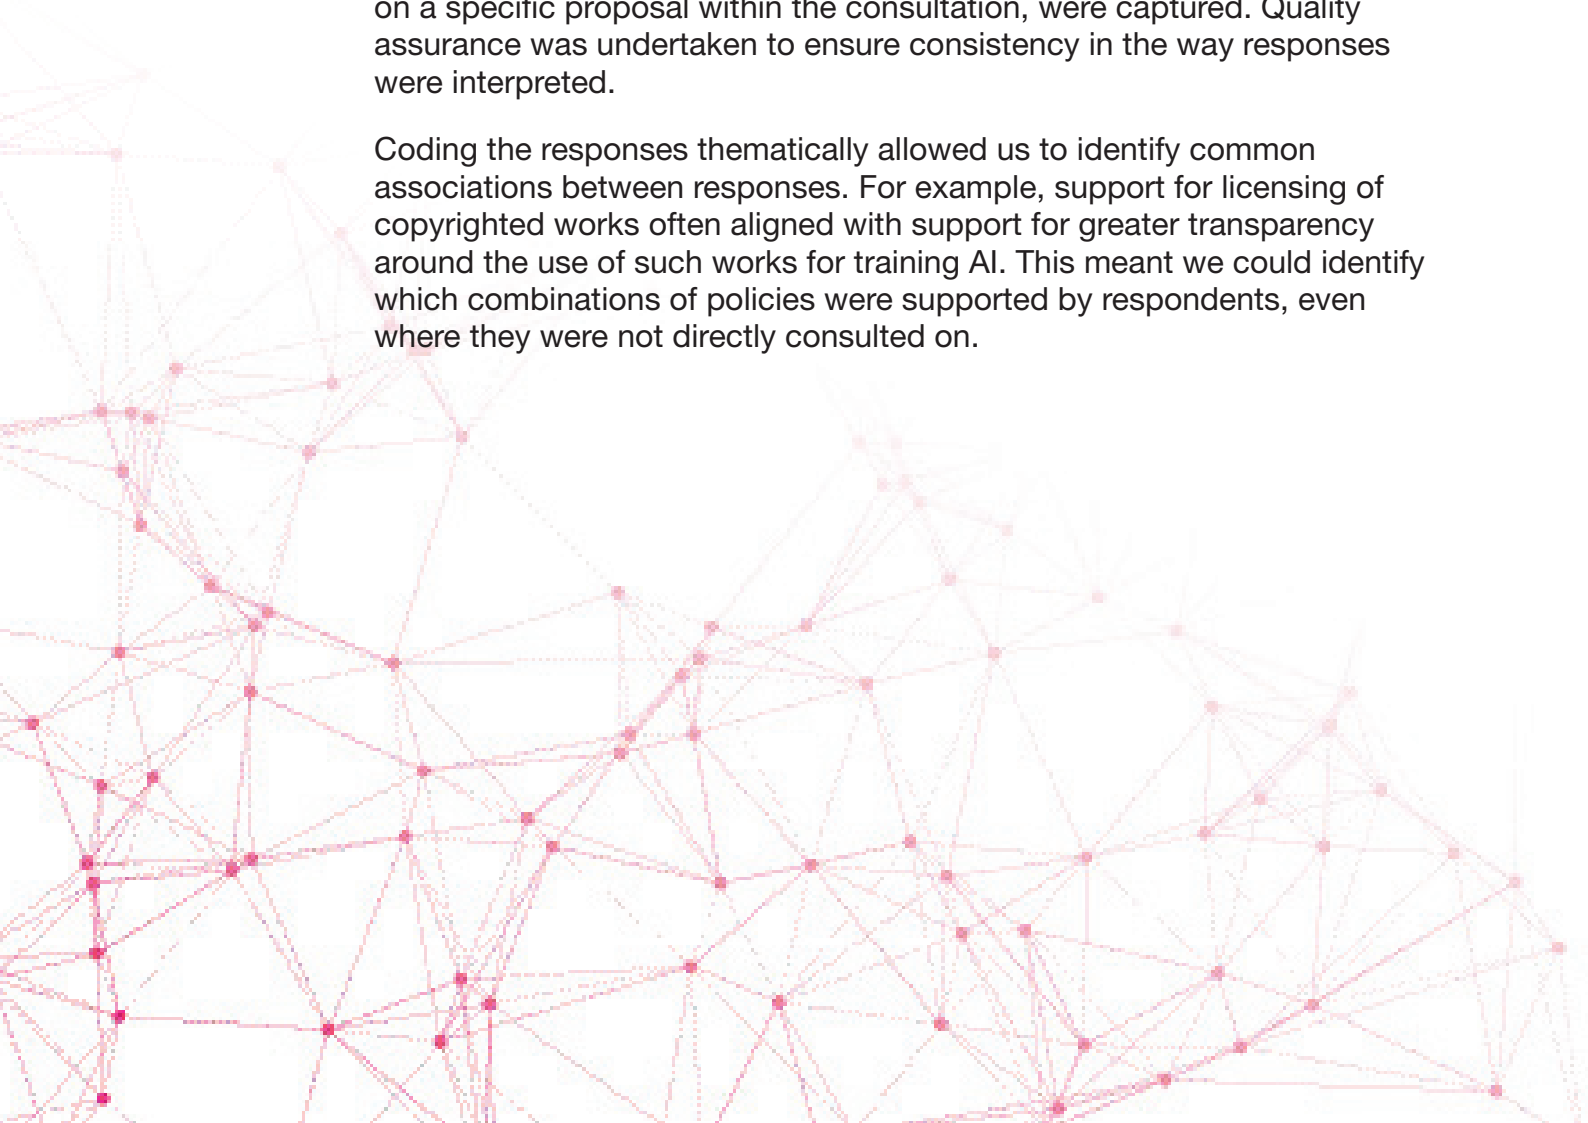 on a specific proposal within the consultation, were captured. Quality
assurance was undertaken to ensure consistency in the way responses
were interpreted.
Coding the responses thematically allowed us to identify common
associations between responses. For example, support for licensing of
copyrighted works often aligned with support for greater transparency
around the use of such works for training AI. This meant we could identify
which combinations of policies were supported by respondents, even
where they were not directly consulted on.